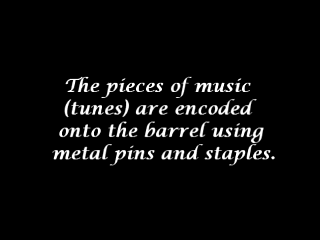 The pieces of music
(tunes) are encoded
onto the barrel using
metal pins and staples.